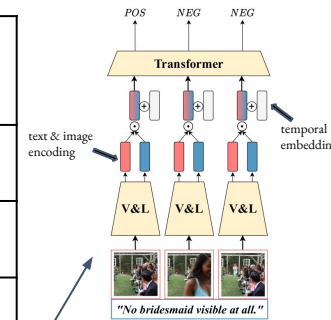 POS NEG NEG
Transformer
text & image
encoding
temporal
embeddin
V&L V&L V&L
"No bridesmaid visible at all."